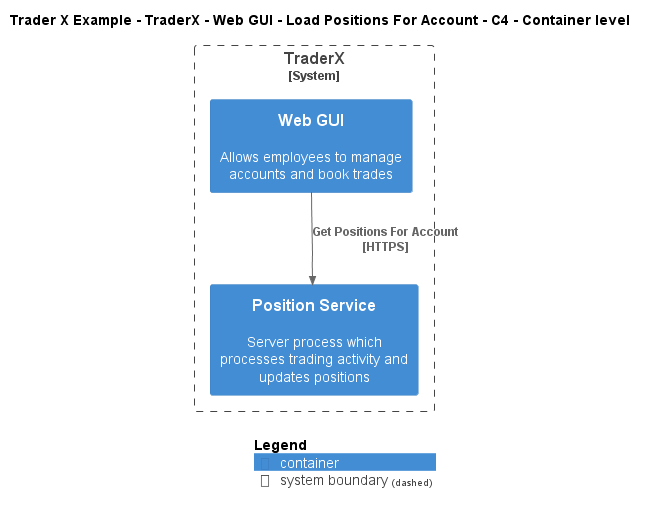 Trader X Example - TraderX - Web GUI - Load Positions For Account - C4 - Container level
TraderX
[System]
Web GUI
Allows employees to manage
accounts and book trades
Get Positions For Account
[HTTPS]
Position Service
Server process which
processes trading activity and
updates positions
Legend
container
system boundary (dashed)